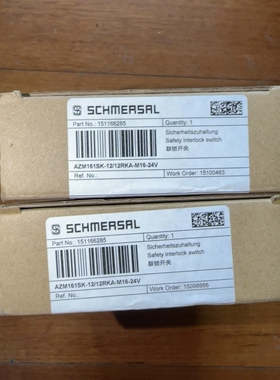 SCHMERSAL
Part No.: 151166285
Quantity: 1
Sicherheitszuhaltung
Safety interlock switch
联锁开关
AZM161SK-12/12RKA-M16-24V
Ref. No.:
Work Order: 15100483
SCHMERSAL
Part No.: 151166285
Quantity: 1
Sicherheitszuhaltung
Safety interlock switch
联锁开关
AZM161SK-12/12RKA-M16-24V
Ref. No.:
Work Order: 15098686